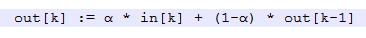 out[k] := α * in[k] + (1-α) * out[k-1]